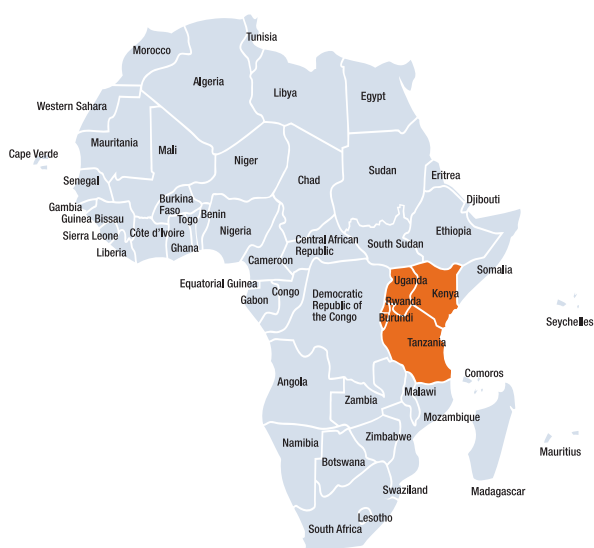 Tunisia
Morocco
Algeria
Libya
Egypt
Western Sahara
Mauritania
Mali
Niger
Chad
Sudan
Eritrea
Cape Verde
Senegal
Djibouti
Gambia
Guinea Bissau
Burkina
Faso
Togo
Benin
Nigeria
Sierra Leone
Côte d'Ivoire
Liberia
Ghana
Central African
Republic
South Sudan
Ethiopia
Cameroon
Somalia
Equatorial Guinea
Gabon
Congo
Democratic
Republic of
the Congo
Uganda
Kenya
Rwanda
Burundi
Tanzania
Seychelles
Comoros
Angola
Zambia
Malawi
Mozambique
Namibia
Zimbabwe
Botswana
Mauritius
Swaziland
Madagascar
Lesotho
South Africa